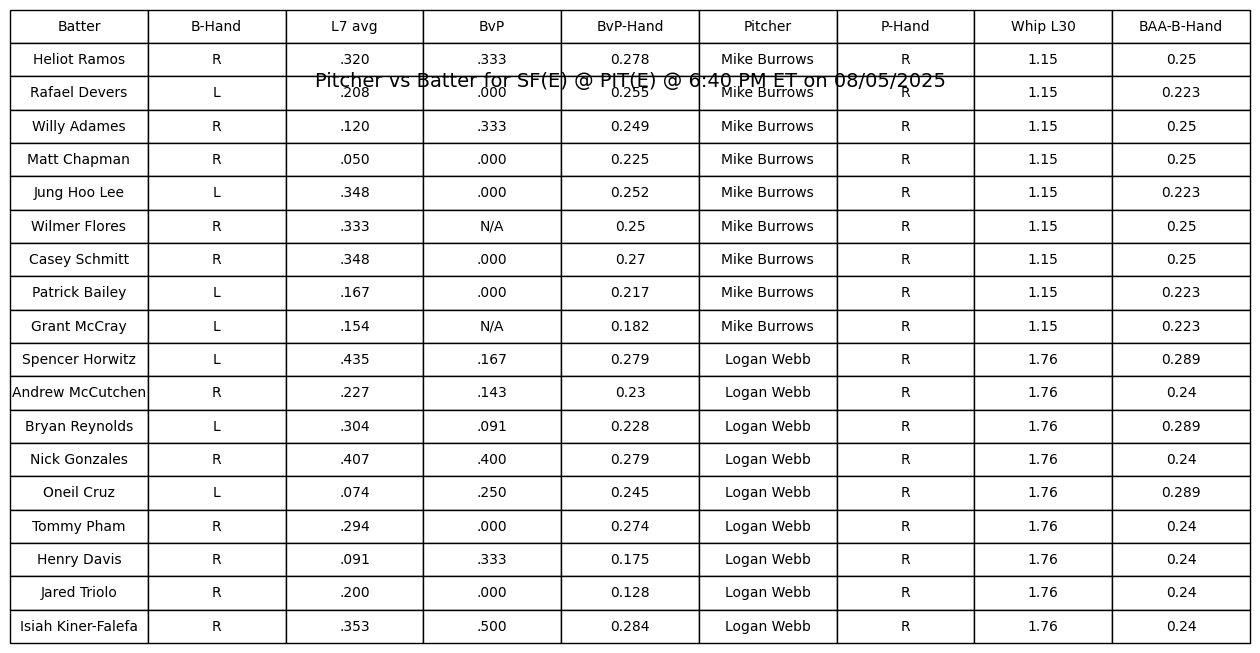 Batter B-Hand L7 avg BvP BvP-Hand Pitcher P-Hand Whip L30 BAA-B-Hand
Heliot Ramos R .320 .333 0.278 Mike Burrows R 1.15 0.25
Pitcher vs Batter for SF(E) @ PIT(E) @ 6:40 PM ET on 08/05/2025
Rafael Devers L .208 .000 0.255 Mike Burrows R 1.15 0.223
Willy Adames R .120 .333 0.249 Mike Burrows R 1.15 0.25
Matt Chapman R .050 .000 0.225 Mike Burrows R 1.15 0.25
Jung Hoo Lee L .348 .000 0.252 Mike Burrows R 1.15 0.223
Wilmer Flores R .333 N/A 0.25 Mike Burrows R 1.15 0.25
Casey Schmitt R .348 .000 0.27 Mike Burrows R 1.15 0.25
Patrick Bailey L .167 .000 0.217 Mike Burrows R 1.15 0.223
Grant McCray L .154 N/A 0.182 Mike Burrows R 1.15 0.223
Spencer Horwitz L .435 .167 0.279 Logan Webb R 1.76 0.289
Andrew McCutchen R .227 .143 0.23 Logan Webb R 1.76 0.24
Bryan Reynolds L .304 .091 0.228 Logan Webb R 1.76 0.289
Nick Gonzales R .407 .400 0.279 Logan Webb R 1.76 0.24
Oneil Cruz L .074 .250 0.245 Logan Webb R 1.76 0.289
Tommy Pham R .294 .000 0.274 Logan Webb R 1.76 0.24
Henry Davis R .091 .333 0.175 Logan Webb R 1.76 0.24
Jared Triolo R .200 .000 0.128 Logan Webb R 1.76 0.24
Isiah Kiner-Falefa R .353 .500 0.284 Logan Webb R 1.76 0.24